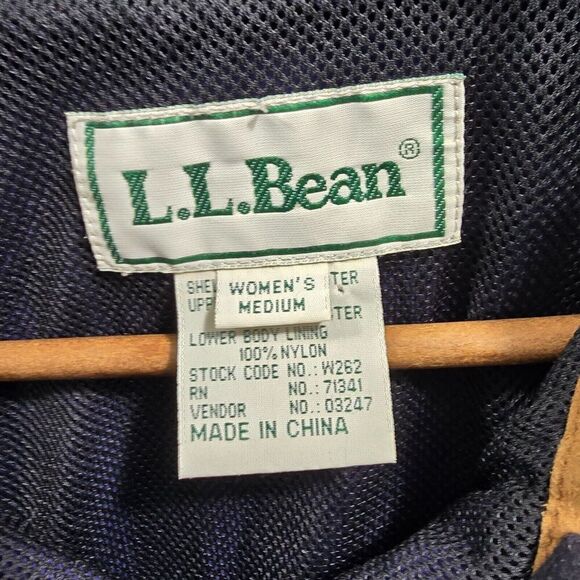 L.L.Bean®
WOMEN'S
MEDIUM
LOWER BODY LINING
100% NYLON
STOCK CODE NO.: W262
RN NO.: 71341
VENDOR NO.: 03247
MADE IN CHINA